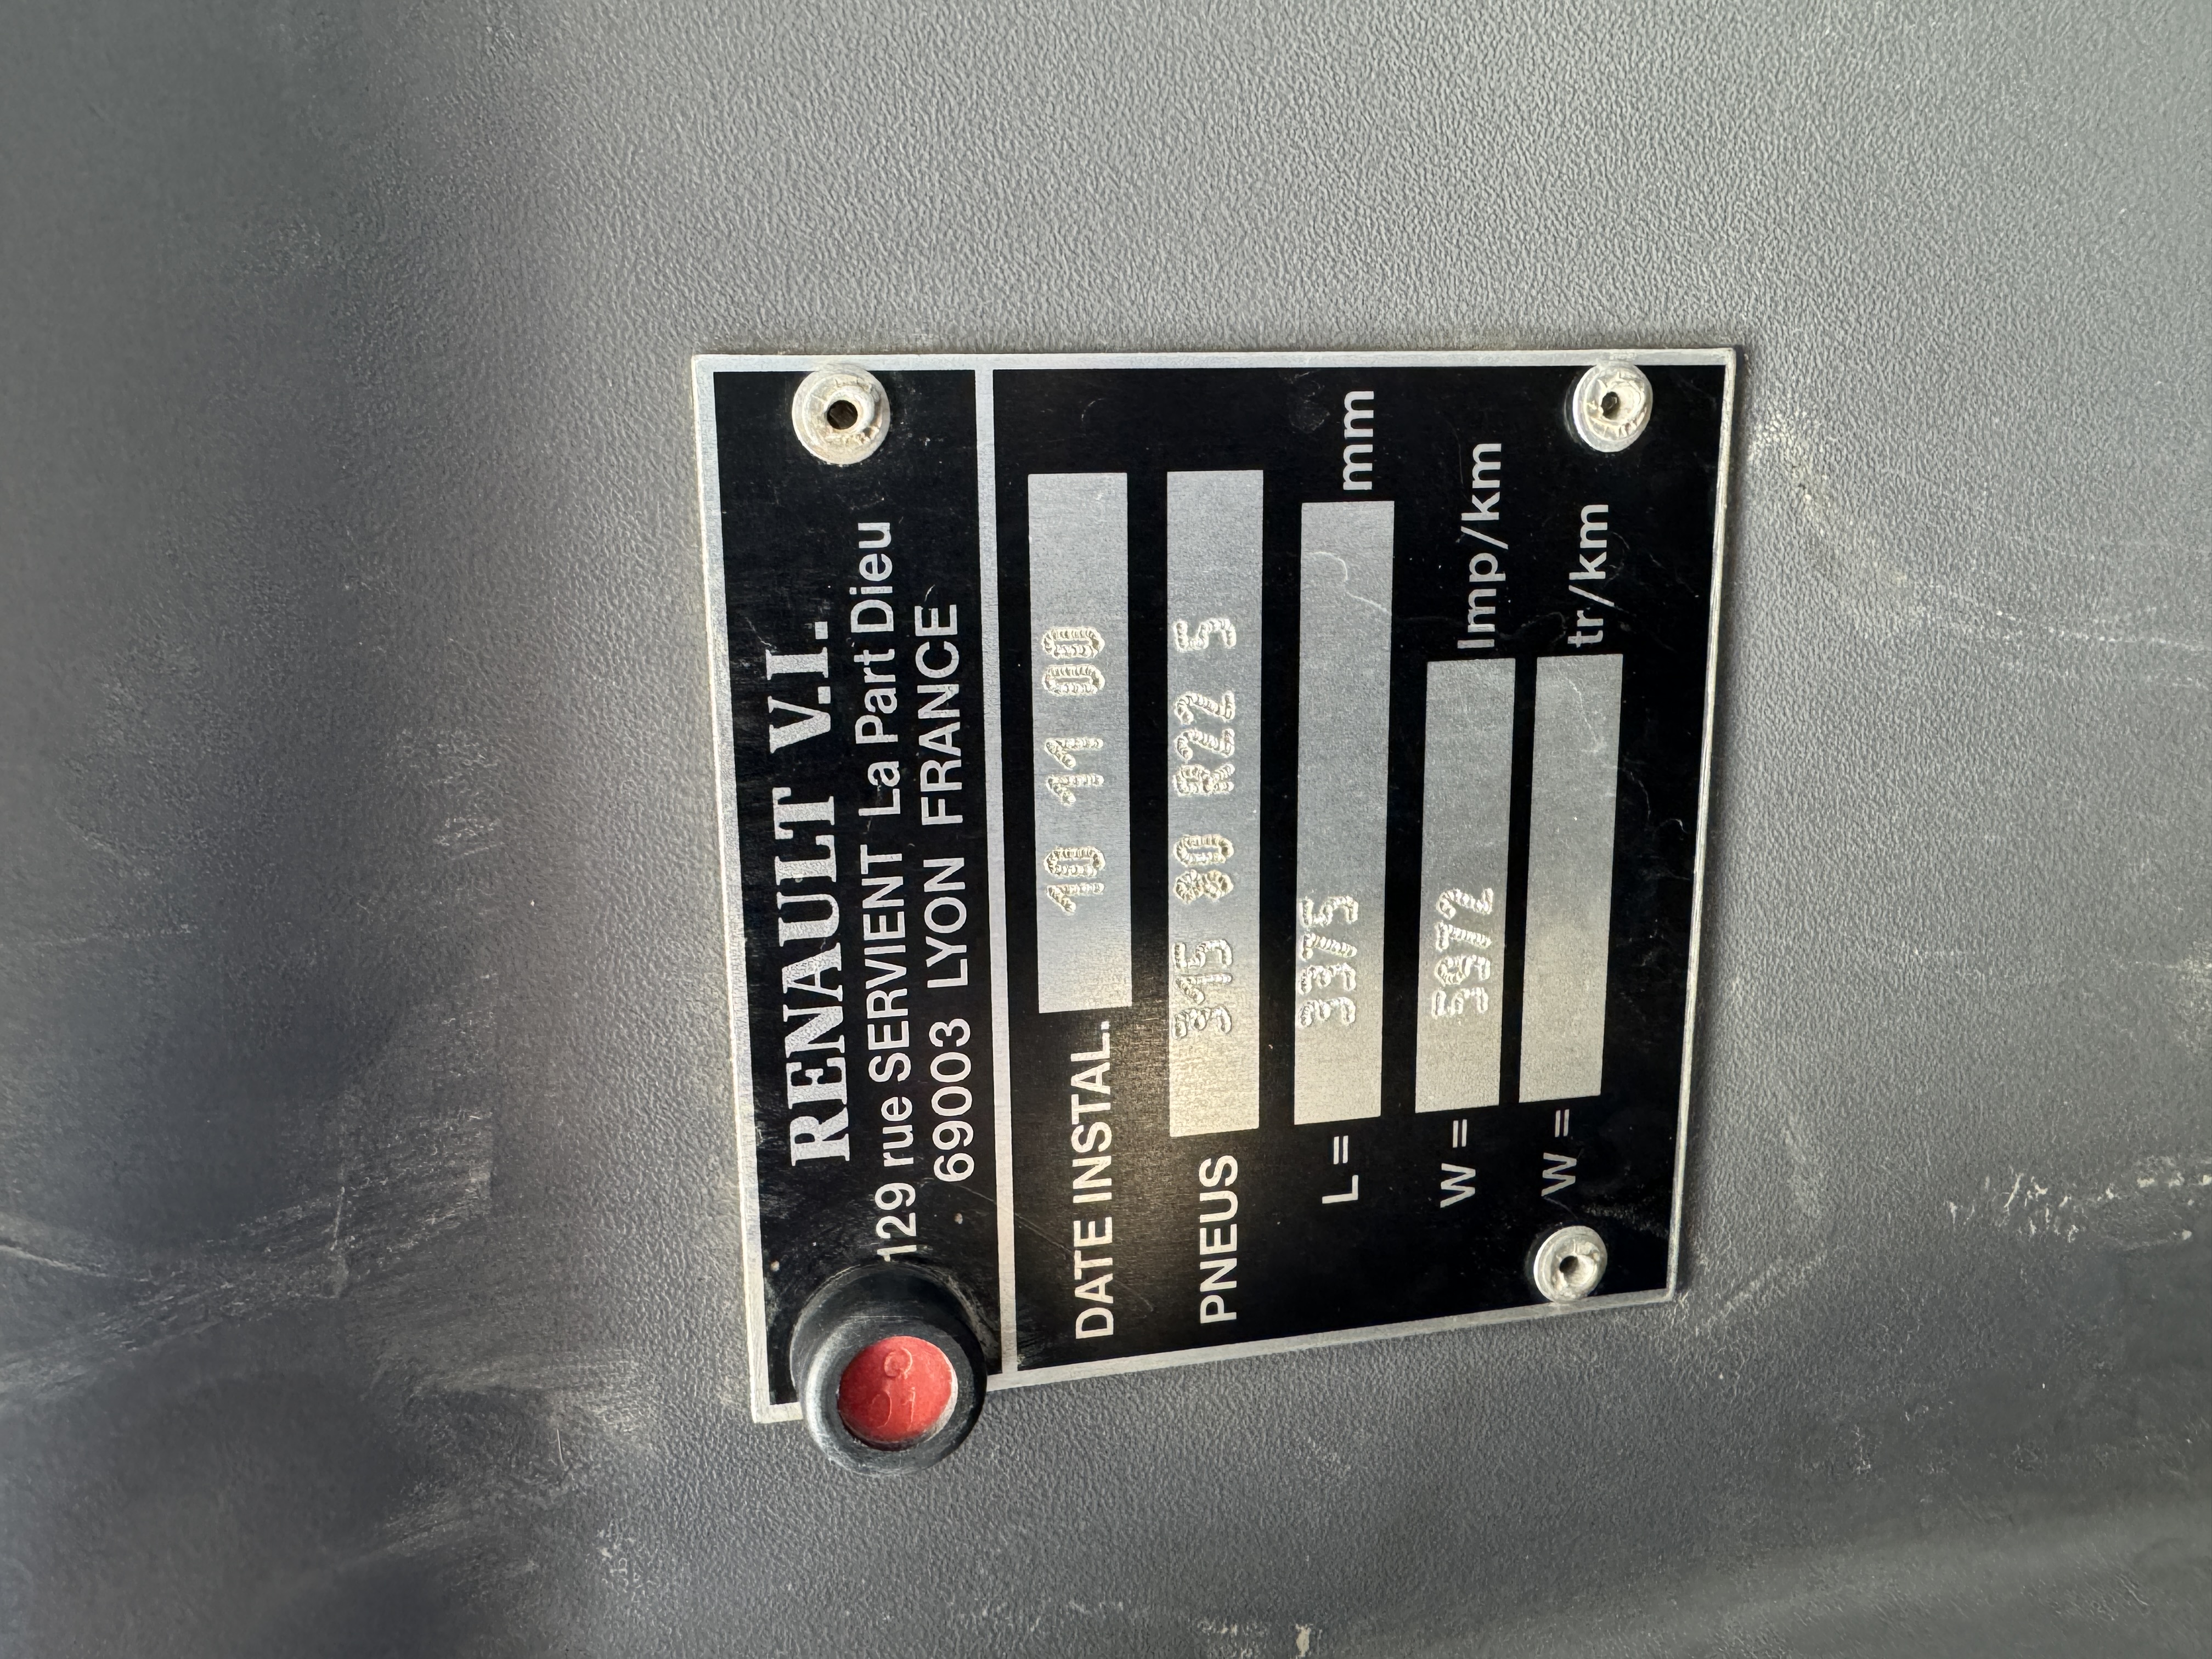 RENAULT V.I.
129 rue SERVIENT La Part Dieu
69003 LYON FRANCE
DATE INSTAL. 10 11 00
PNEUS 315 80 R22 5
L = 3375 mm
W = 5072 Imp/km
W = tr/km